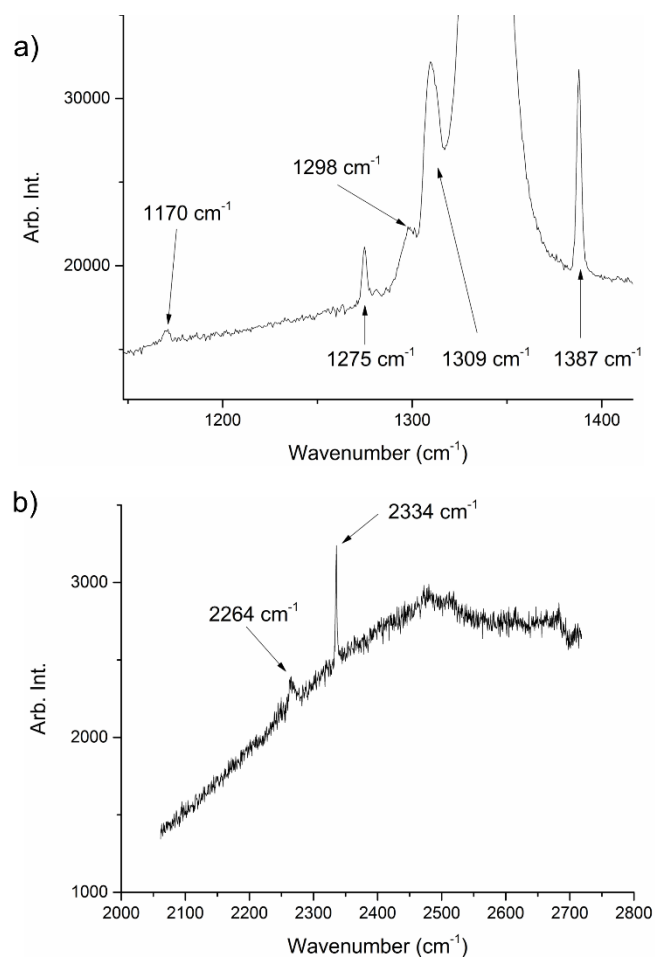 a)
30000
20000
Arb. Int.
1170 cm⁻¹
1298 cm⁻¹
1275 cm⁻¹
1309 cm⁻¹
1387 cm⁻¹
1200
1300
1400
Wavenumber (cm⁻¹)
b)
3000
2000
1000
Arb. Int.
2334 cm⁻¹
2264 cm⁻¹
2000 2100 2200 2300 2400 2500 2600 2700 2800
Wavenumber (cm⁻¹)